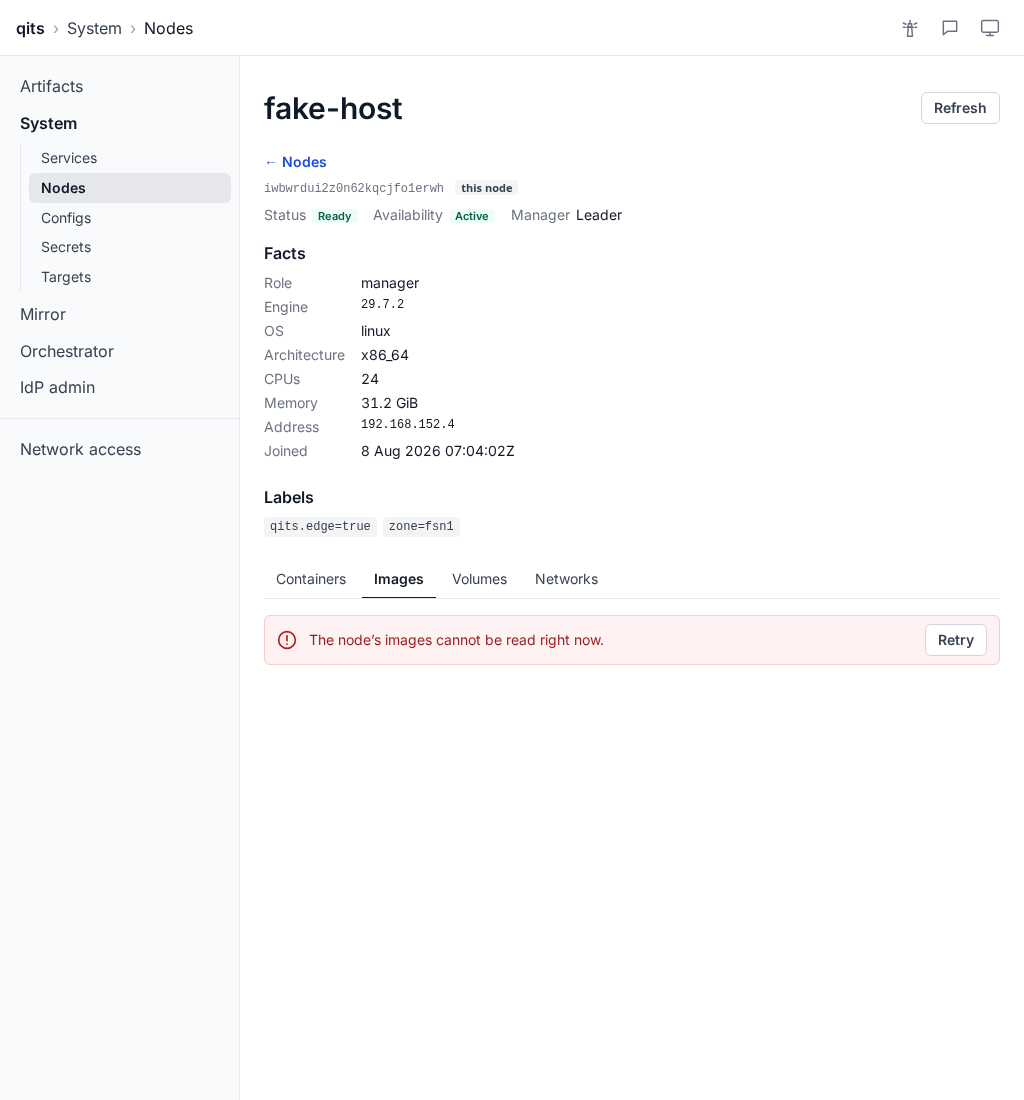 qits › System › Nodes
Artifacts
System
Services
Nodes
Configs
Secrets
Targets
Mirror
Orchestrator
IdP admin
Network access
fake-host
Refresh
← Nodes
iwbwrdui2z0n62kqcjfo1erwh this node
Status Ready Availability Active Manager Leader
Facts
Role manager
Engine 29.7.2
OS linux
Architecture x86_64
CPUs 24
Memory 31.2 GiB
Address 192.168.152.4
Joined 8 Aug 2026 07:04:02Z
Labels
qits.edge=true zone=fsn1
Containers Images Volumes Networks
The node’s images cannot be read right now.
Retry